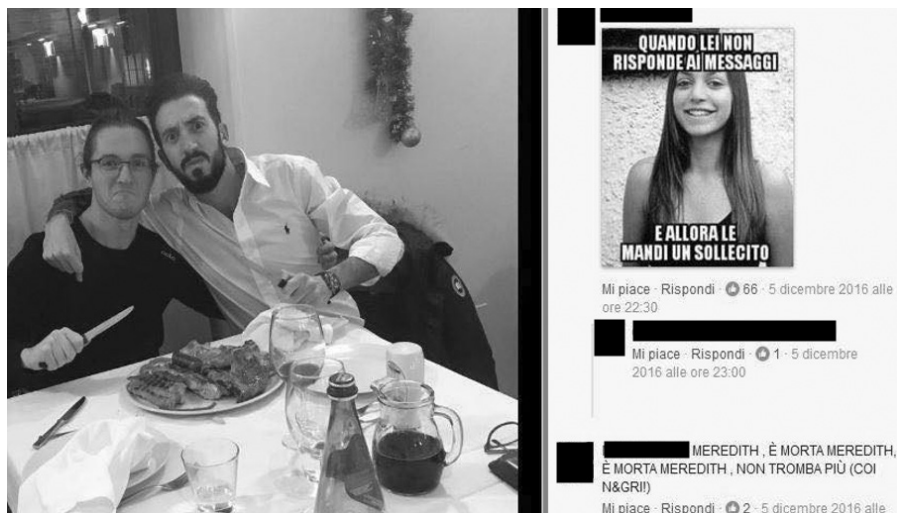 QUANDO LEI NON
RISPONDE AI MESSAGGI
E ALLORA LE
MANDI UN SOLLECITO
Mi piace · Rispondi · 66 · 5 dicembre 2016 alle
ore 22:30
Mi piace · Rispondi · 1 · 5 dicembre
2016 alle ore 23:00
MEREDITH , È MORTA MEREDITH,
È MORTA MEREDITH , NON TROMBA PIÙ (COI
N&GRI!)
Mi piace · Rispondi · 2 · 5 dicembre 2016 alle